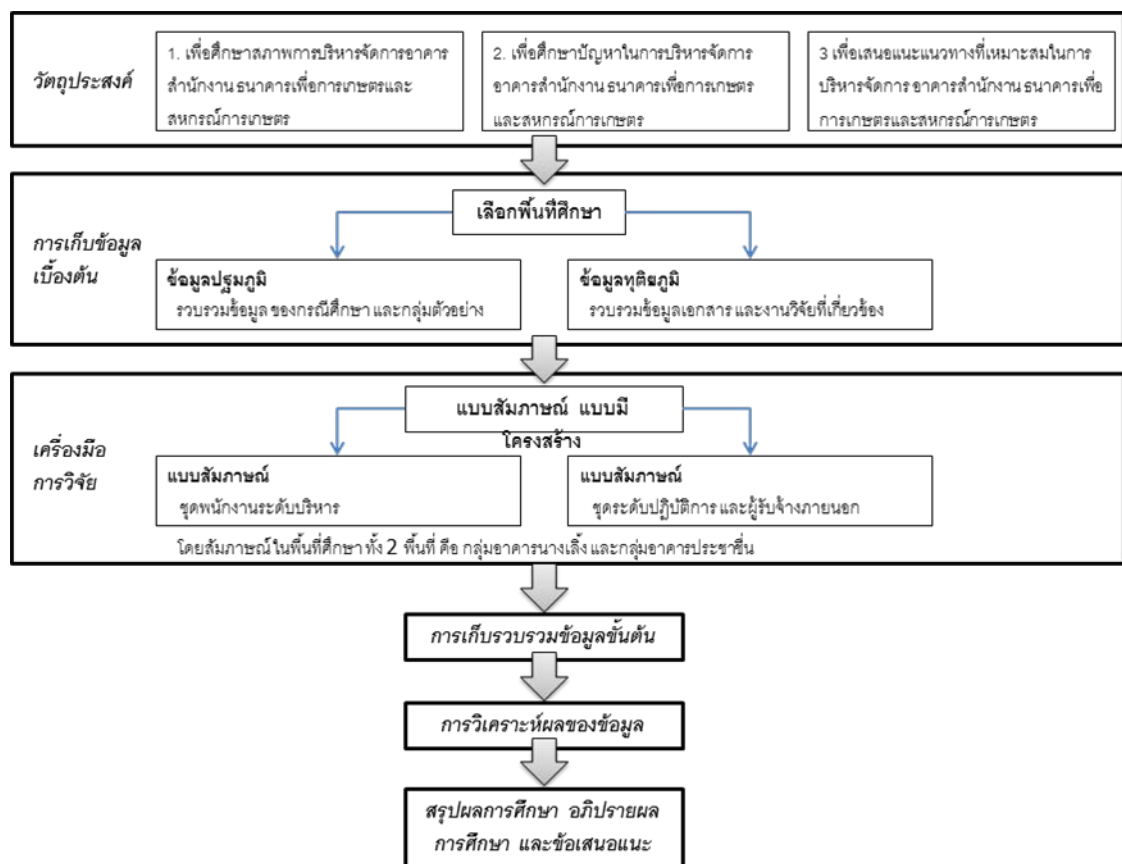 วัตถุประสงค์
1. เพื่อศึกษาสภาพการบริหารจัดการอาคาร
สำนักงาน ธนาคารเพื่อการเกษตรและ
สหกรณ์การเกษตร
2. เพื่อศึกษาปัญหาในการบริหารจัดการ
อาคารสำนักงาน ธนาคารเพื่อการเกษตร
และสหกรณ์การเกษตร
3 เพื่อเสนอแนะแนวทางที่เหมาะสมในการ
บริหารจัดการ อาคารสำนักงาน ธนาคารเพื่อ
การเกษตรและสหกรณ์การเกษตร
การเก็บข้อมูล
เบื้องต้น
เลือกพื้นที่ศึกษา
ข้อมูลปฐมภูมิ
รวบรวมข้อมูล ของกรณีศึกษา และกลุ่มตัวอย่าง
ข้อมูลทุติยภูมิ
รวบรวมข้อมูลเอกสาร และงานวิจัยที่เกี่ยวข้อง
เครื่องมือ
การวิจัย
แบบสัมภาษณ์ แบบมี
โครงสร้าง
แบบสัมภาษณ์
ชุดพนักงานระดับบริหาร
แบบสัมภาษณ์
ชุดระดับปฏิบัติการ และผู้รับจ้างภายนอก
โดยสัมภาษณ์ ในพื้นที่ศึกษา ทั้ง 2 พื้นที่ คือ กลุ่มอาคารนางเลิ้ง และกลุ่มอาคารประชาชื่น
การเก็บรวบรวมข้อมูลขั้นต้น
การวิเคราะห์ผลของข้อมูล
สรุปผลการศึกษา อภิปรายผล
การศึกษา และข้อเสนอแนะ